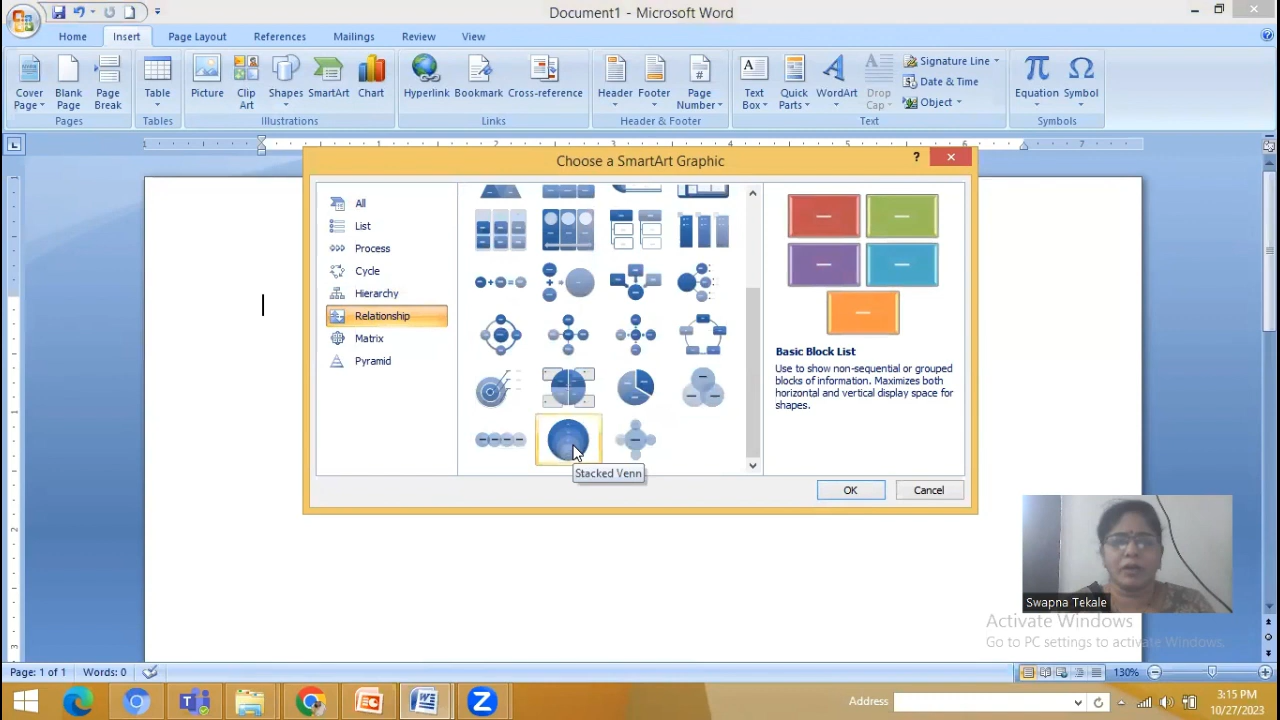 Document1 - Microsoft Word
Home Insert Page Layout References Mailings Review View
Cover Page
Blank Page
Page Break
Table
Picture
Clip Art
Shapes
SmartArt
Chart
Hyperlink
Bookmark
Cross-reference
Header
Footer
Page Number
Text Box
Quick Parts
WordArt
Drop Cap
Signature Line
Date & Time
Object
Equation
Symbol
Pages Tables Illustrations Links Header & Footer Text Symbols
Choose a SmartArt Graphic
?
All
List
Process
Cycle
Hierarchy
Relationship
Matrix
Pyramid
Stacked Venn
Basic Block List
Use to show non-sequential or grouped
blocks of information. Maximizes both
horizontal and vertical display space for
shapes.
OK Cancel
Swapna Tekale
Activate Windows
Go to PC settings to activate Windows.
Page: 1 of 1 Words: 0 130%
Address
3:15 PM
10/27/2023